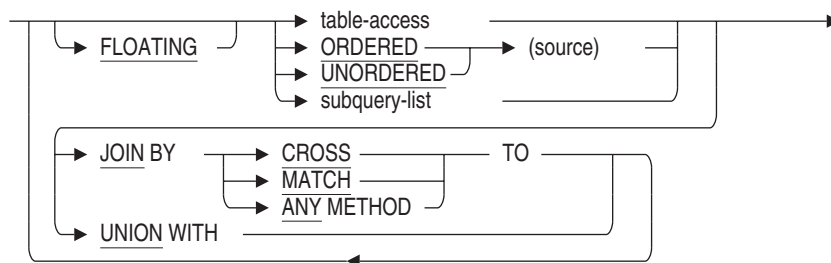 table-access
FLOATING ORDERED (source)
UNORDERED
subquery-list
JOIN BY CROSS TO
MATCH
ANY METHOD
UNION WITH